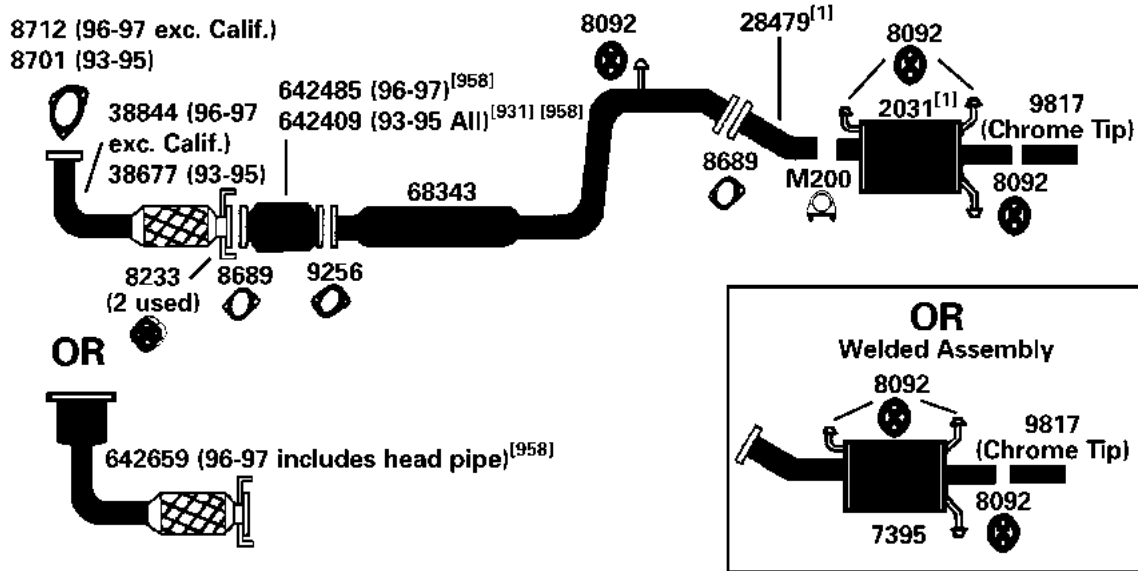 8712 (96-97 exc. Calif.)
8701 (93-95)
38844 (96-97
exc. Calif.)
38677 (93-95)
642485 (96-97)[958]
642409 (93-95 All)[931] [958]
8092
28479[1]
8092
2031[1]
9817
(Chrome Tip)
8689
M200
8092
68343
8233
(2 used)
8689
9256
OR
642659 (96-97 includes head pipe)[958]
OR
Welded Assembly
8092
9817
(Chrome Tip)
8092
7395